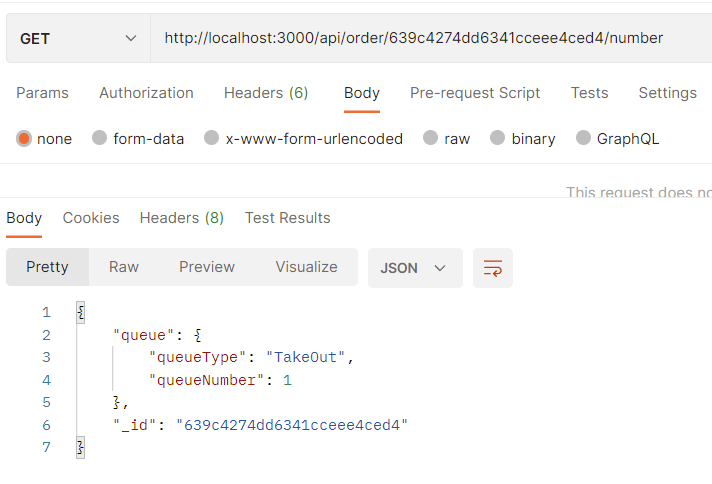 GET http://localhost:3000/api/order/639c4274dd6341cceee4ced4/number
Params Authorization Headers (6) Body Pre-request Script Tests Settings
none form-data x-www-form-urlencoded raw binary GraphQL
This request does no
Body Cookies Headers (8) Test Results
Pretty Raw Preview Visualize JSON
1 {
2 "queue": {
3 "queueType": "TakeOut",
4 "queueNumber": 1
5 },
6 "_id": "639c4274dd6341cceee4ced4"
7 }